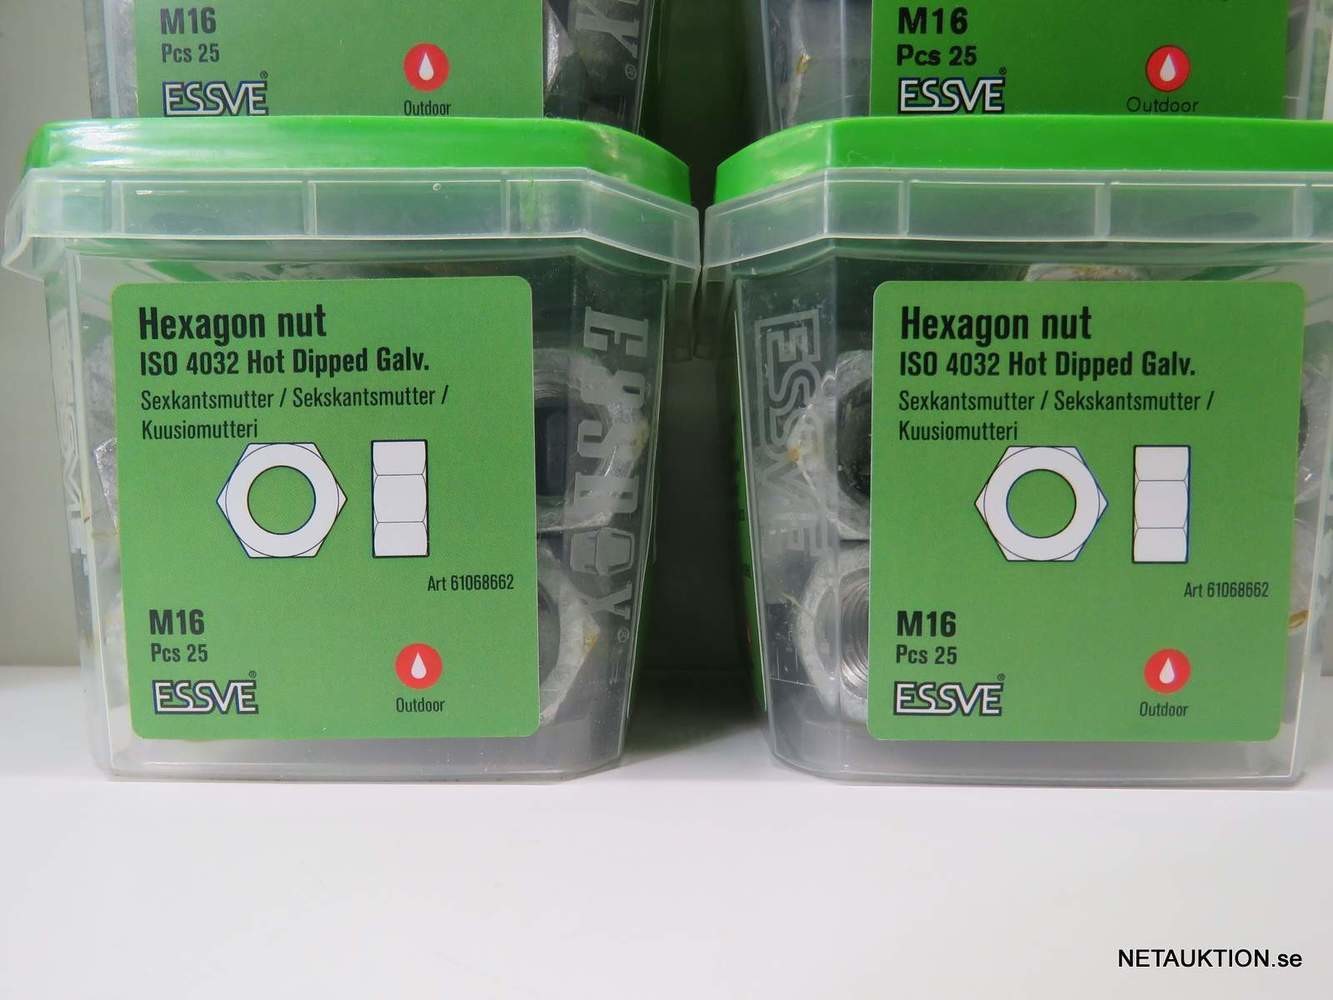 M16
Pcs 25
ESSVE®
Outdoor
M16
Pcs 25
ESSVE®
Outdoor
Hexagon nut
ISO 4032 Hot Dipped Galv.
Sexkantsmutter / Sekskantsmutter /
Kuusiomutteri
Art 61068662
M16
Pcs 25
ESSVE®
Outdoor
Hexagon nut
ISO 4032 Hot Dipped Galv.
Sexkantsmutter / Sekskantsmutter /
Kuusiomutteri
Art 61068662
M16
Pcs 25
ESSVE®
Outdoor
ESSVE
NETAUKTION.se